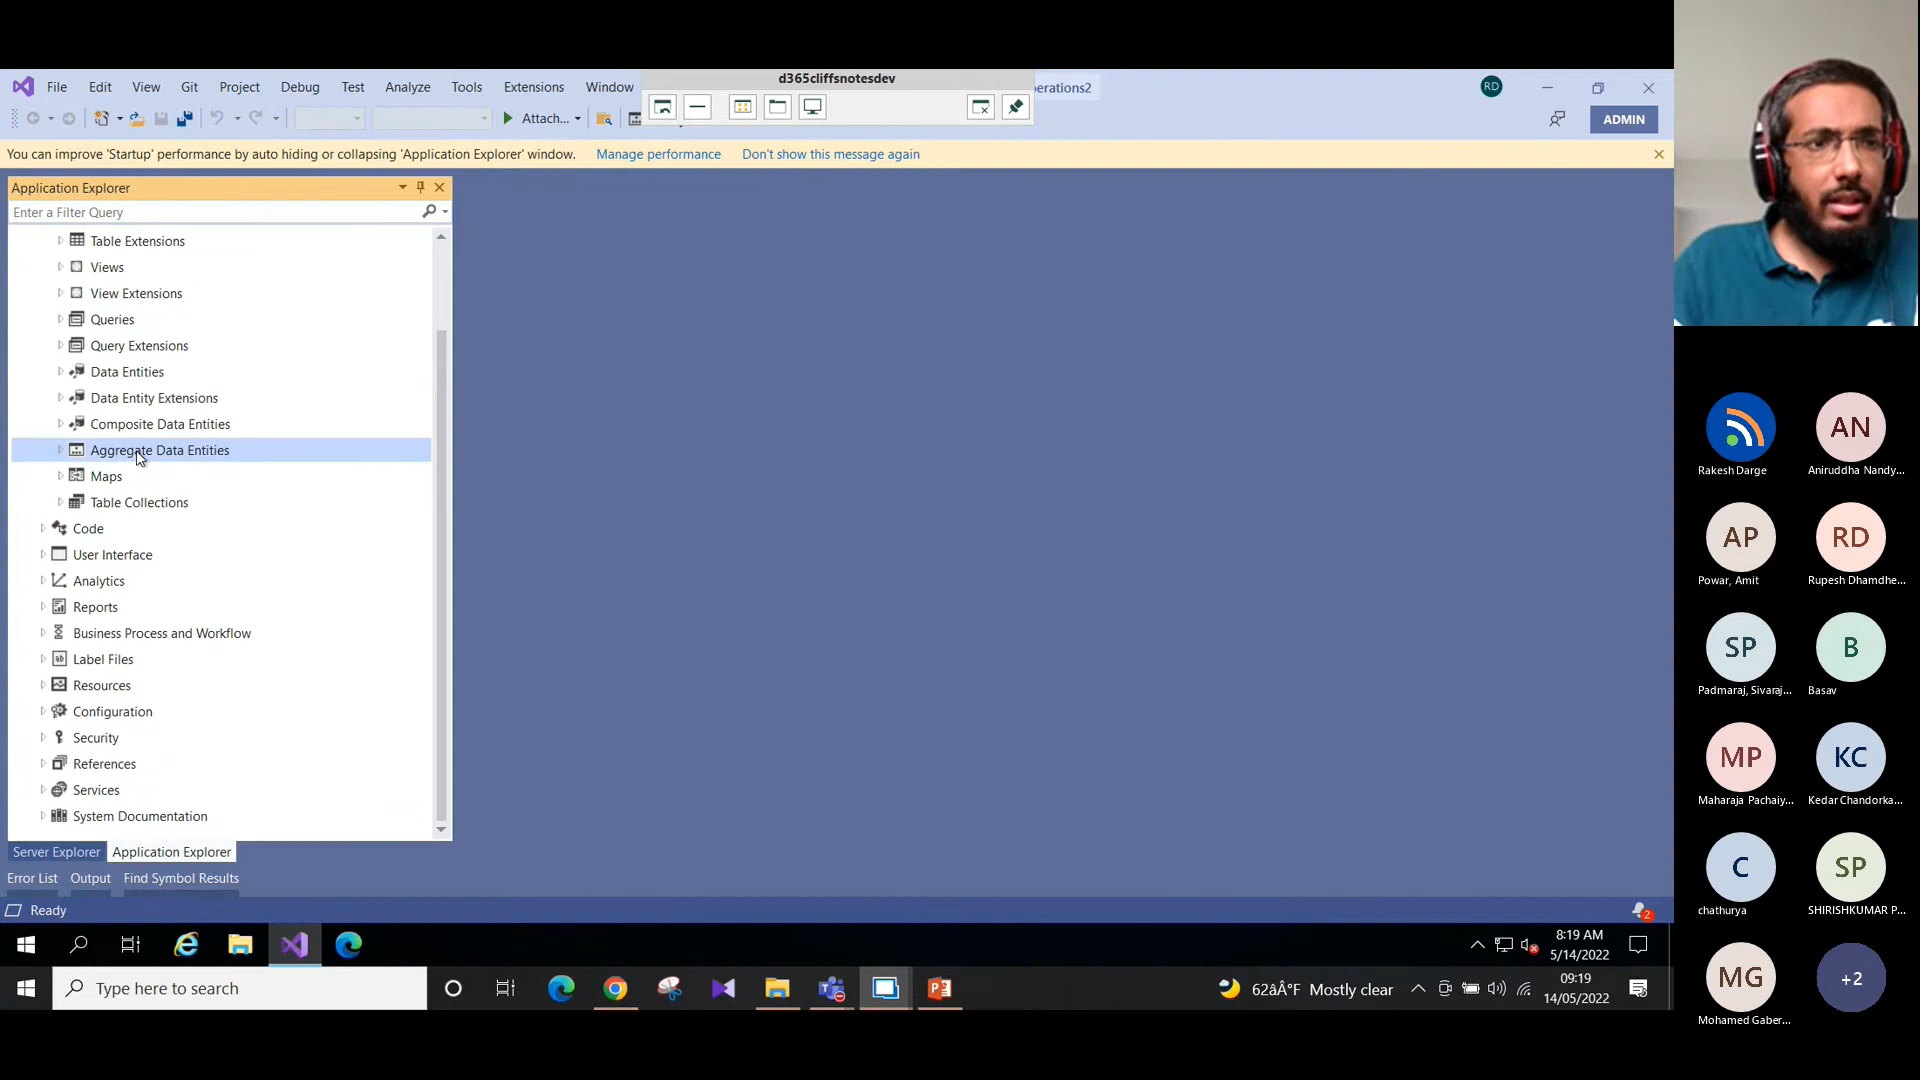 d365cliffsnotesdev
File Edit View Git Project Debug Test Analyze Tools Extensions Window
erations2
RD
Attach...
ADMIN
You can improve 'Startup' performance by auto hiding or collapsing 'Application Explorer' window. Manage performance Don't show this message again
Application Explorer
Enter a Filter Query
Table Extensions
Views
View Extensions
Queries
Query Extensions
Data Entities
Data Entity Extensions
Composite Data Entities
Aggregate Data Entities
Maps
Table Collections
Code
User Interface
Analytics
Reports
Business Process and Workflow
Label Files
Resources
Configuration
Security
References
Services
System Documentation
Server Explorer Application Explorer
Error List Output Find Symbol Results
Ready
2
8:19 AM
5/14/2022
Type here to search
62âÂ°F Mostly clear
09:19
14/05/2022
Rakesh Darge
AN
Aniruddha Nandy...
AP
Powar, Amit
RD
Rupesh Dhamdhe...
SP
Padmaraj, Sivaraj...
B
Basav
MP
Maharaja Pachaiy...
KC
Kedar Chandorka...
C
chathurya
SP
SHIRISHKUMAR P...
MG
Mohamed Gaber...
+2